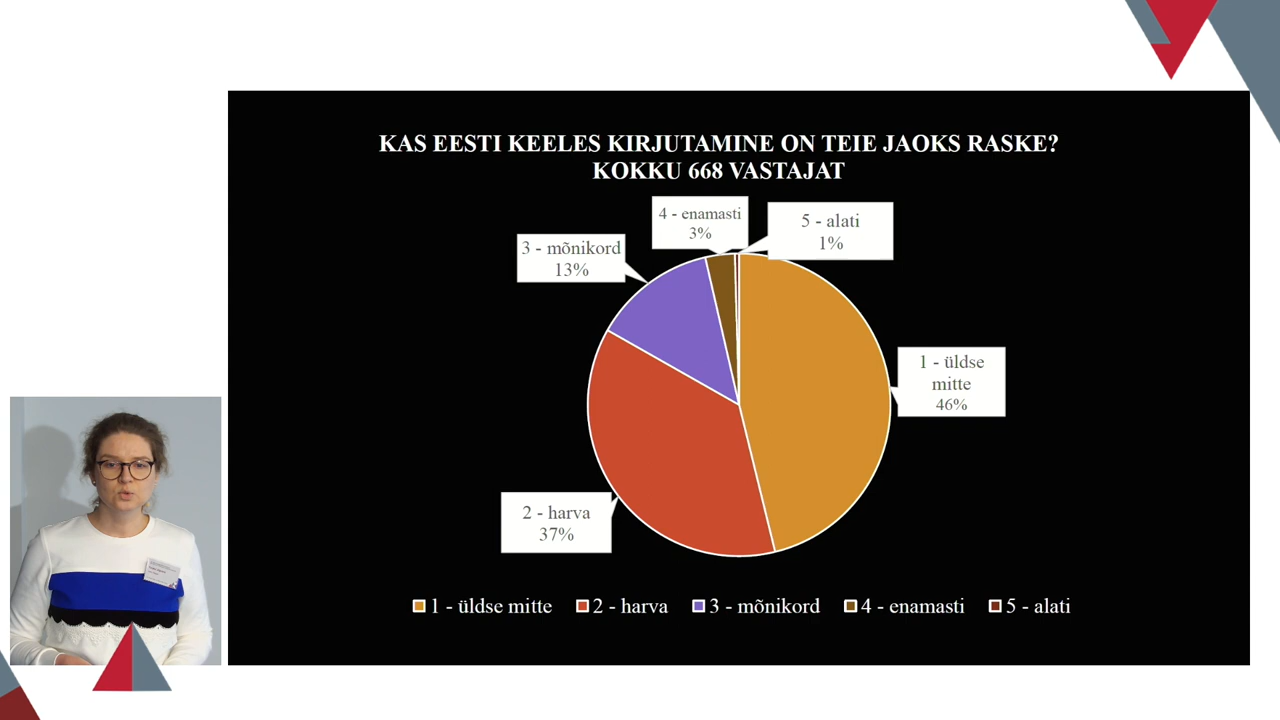 KAS EESTI KEELES KIRJUTAMINE ON TEIE JAOKS RASKE?
KOKKU 668 VASTAJAT
4 - enamasti
3%
5 - alati
1%
3 - mõnikord
13%
1 - üldse
mitte
46%
2 - harva
37%
1 - üldse mitte
2 - harva
3 - mõnikord
4 - enamasti
5 - alati